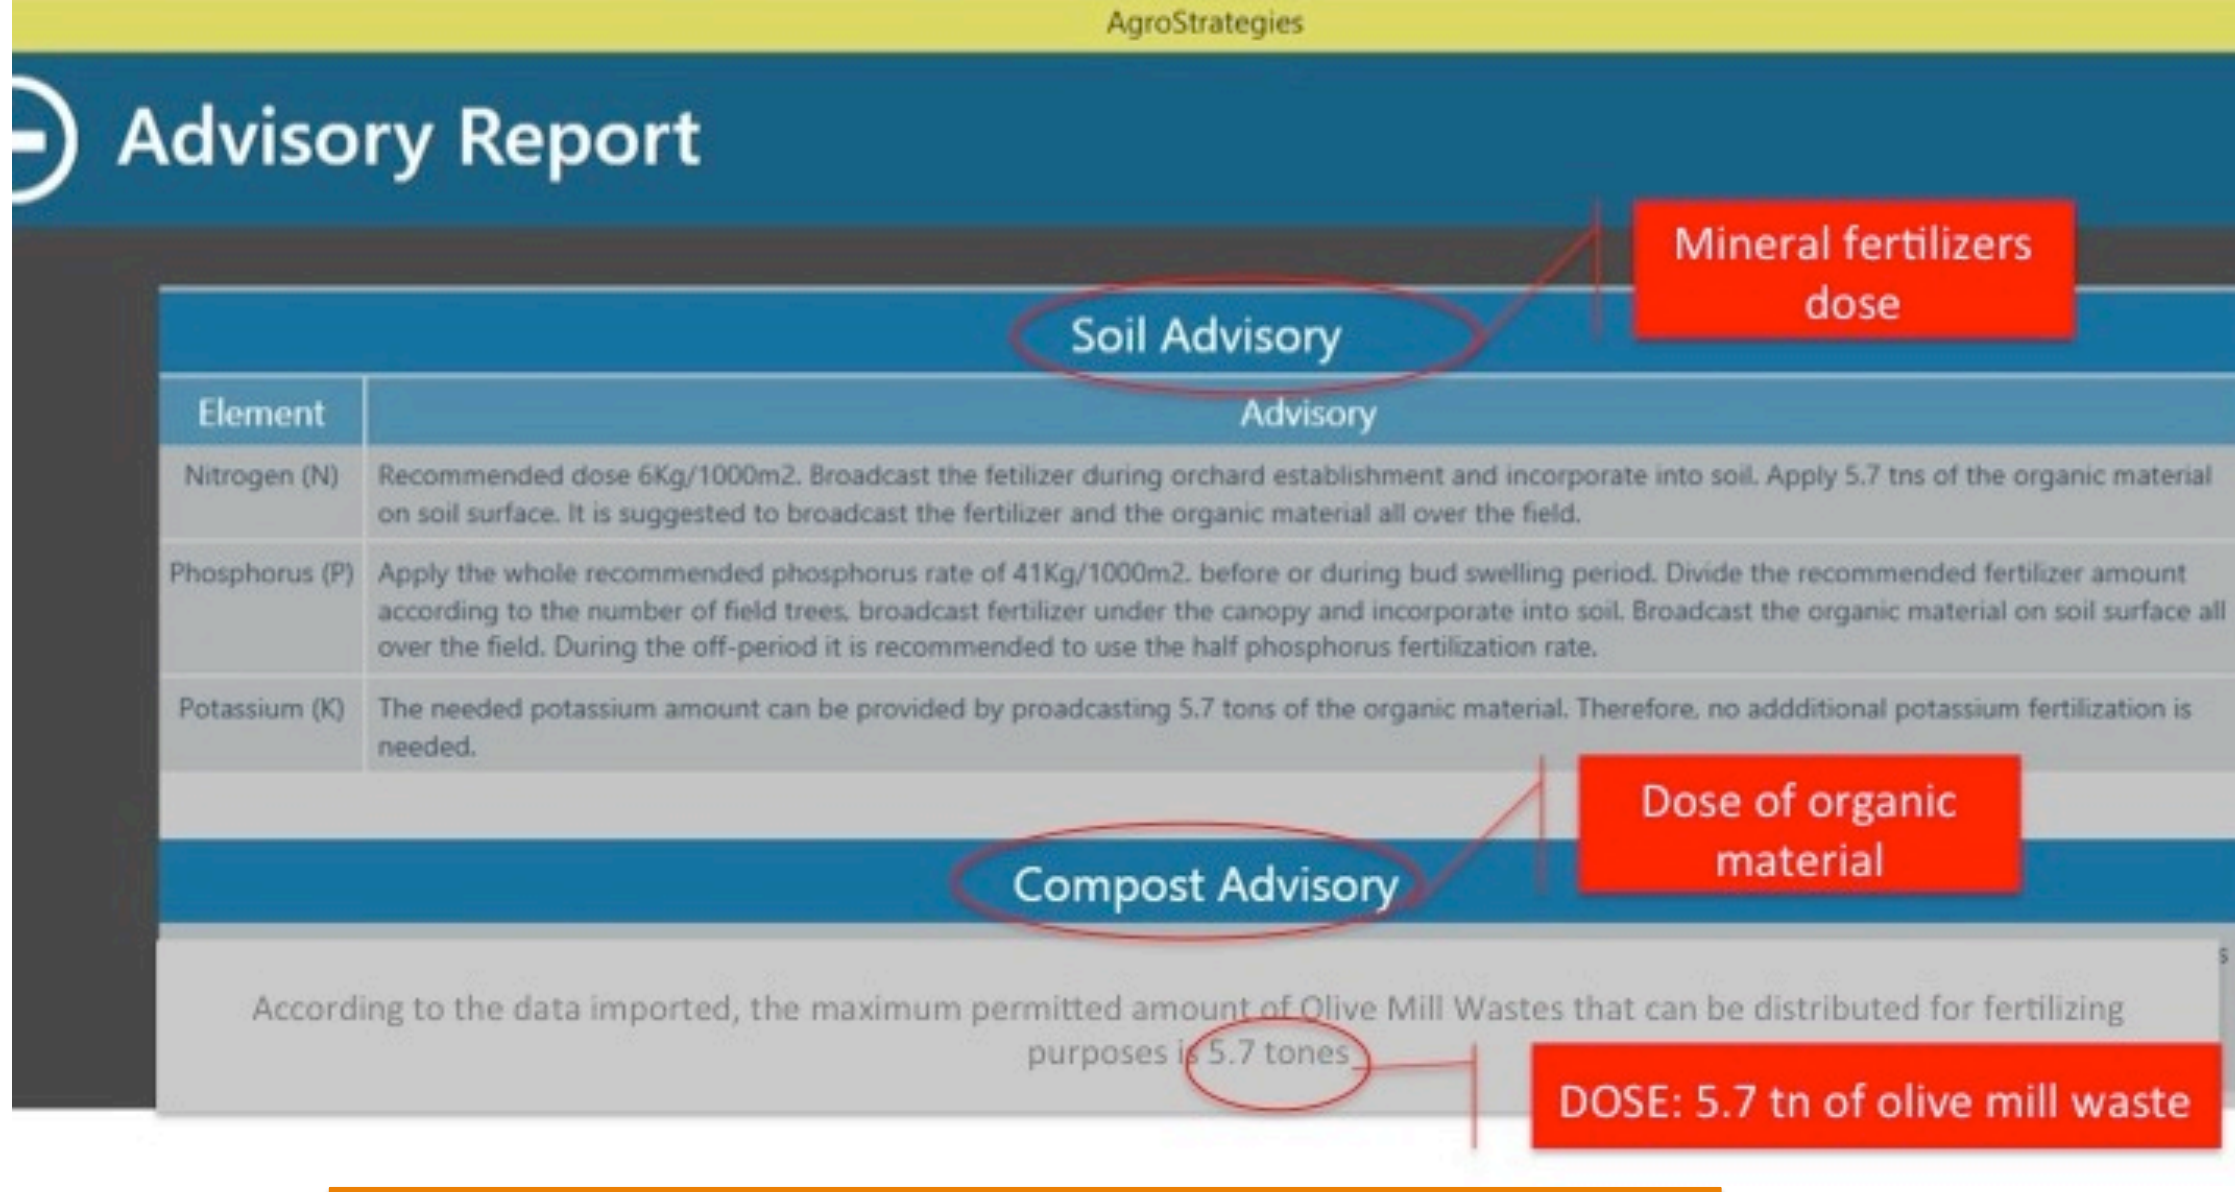 AgroStrategies
Advisory Report
Mineral fertilizers
dose
Soil Advisory
Element Advisory
Nitrogen (N) Recommended dose 6Kg/1000m2. Broadcast the fetilizer during orchard establishment and incorporate into soil. Apply 5.7 tns of the organic material
on soil surface. It is suggested to broadcast the fertilizer and the organic material all over the field.
Phosphorus (P) Apply the whole recommended phosphorus rate of 41Kg/1000m2. before or during bud swelling period. Divide the recommended fertilizer amount
according to the number of field trees, broadcast fertilizer under the canopy and incorporate into soil. Broadcast the organic material on soil surface all
over the field. During the off-period it is recommended to use the half phosphorus fertilization rate.
Potassium (K) The needed potassium amount can be provided by proadcasting 5.7 tons of the organic material. Therefore, no addditional potassium fertilization is
needed.
Dose of organic
material
Compost Advisory
According to the data imported, the maximum permitted amount of Olive Mill Wastes that can be distributed for fertilizing
purposes is 5.7 tones
DOSE: 5.7 tn of olive mill waste